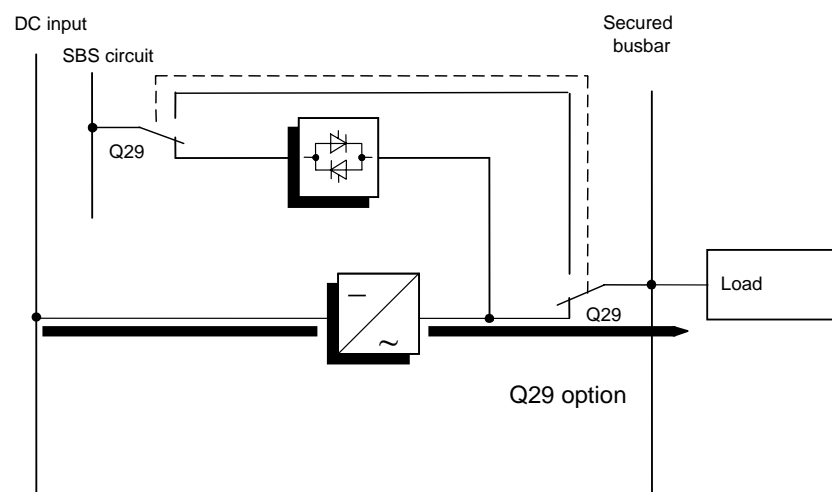 DC input
SBS circuit
Secured
busbar
Q29
Load
Q29
Q29 option